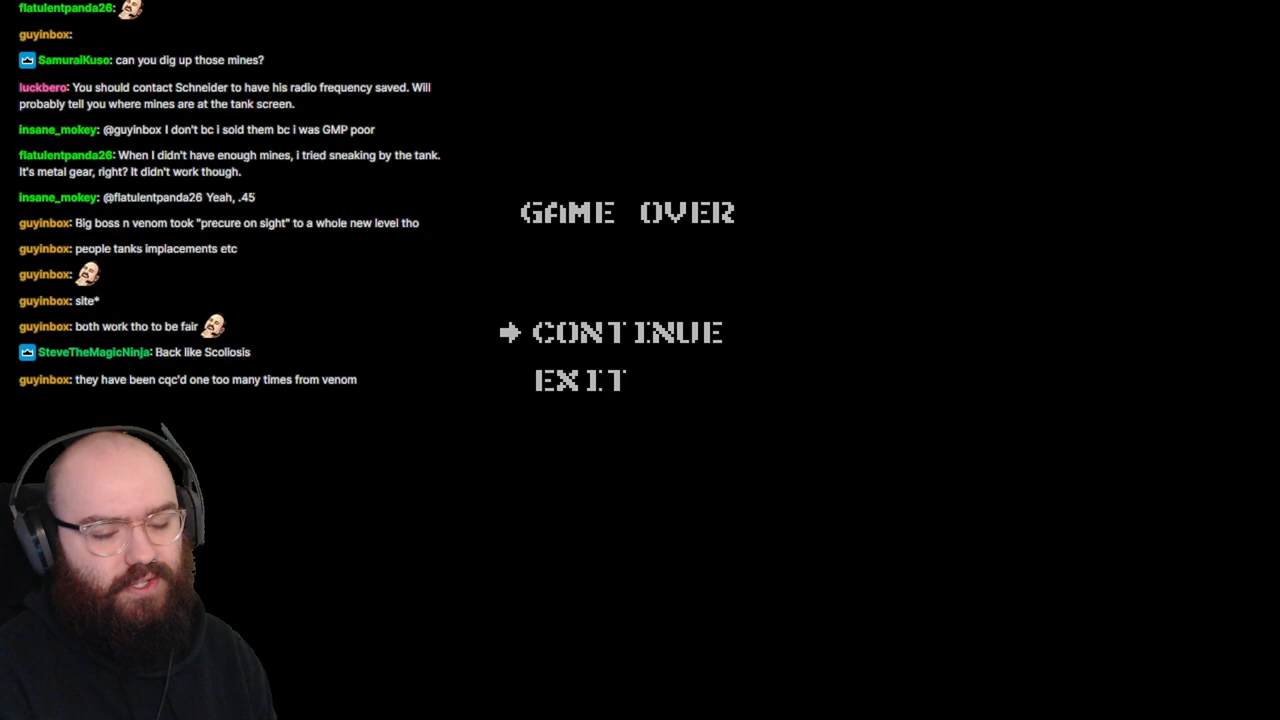 flatulentpanda26:
guyinbox:
SamuraiKuso: can you dig up those mines?
luckbero: You should contact Schneider to have his radio frequency saved. Will
probably tell you where mines are at the tank screen.
insane_mokey: @guyinbox I don't bc i sold them bc i was GMP poor
flatulentpanda26: When I didn't have enough mines, i tried sneaking by the tank.
It's metal gear, right? It didn't work though.
insane_mokey: @flatulentpanda26 Yeah, .45
guyinbox: Big boss n venom took "precure on sight" to a whole new level tho
guyinbox: people tanks implacements etc
guyinbox:
guyinbox: site*
guyinbox: both work tho to be fair
SteveTheMagicNinja: Back like Scoliosis
guyinbox: they have been cqc'd one too many times from venom
GAME OVER
CONTINUE
EXIT